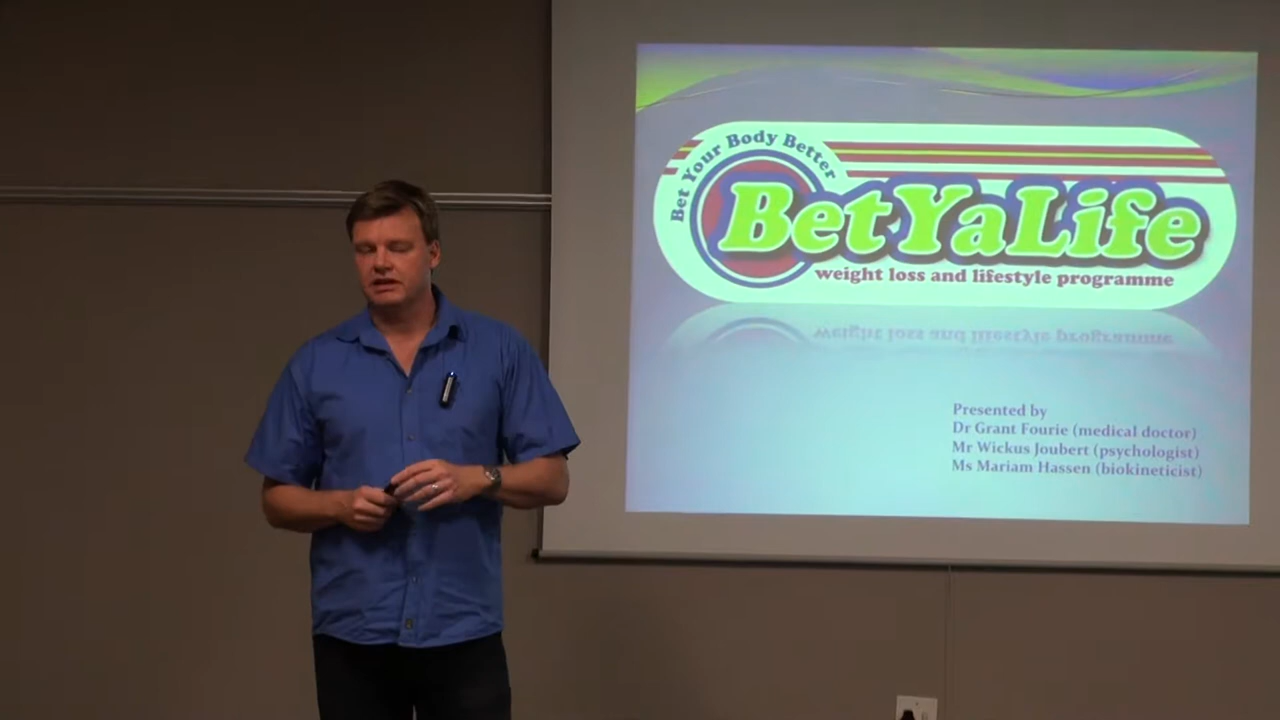 Bet Your Body Better
BetYaLife
weight loss and lifestyle programme
weight loss and lifestyle programme
Presented by
Dr Grant Fourie (medical doctor)
Mr Wickus Joubert (psychologist)
Ms Mariam Hassen (biokineticist)